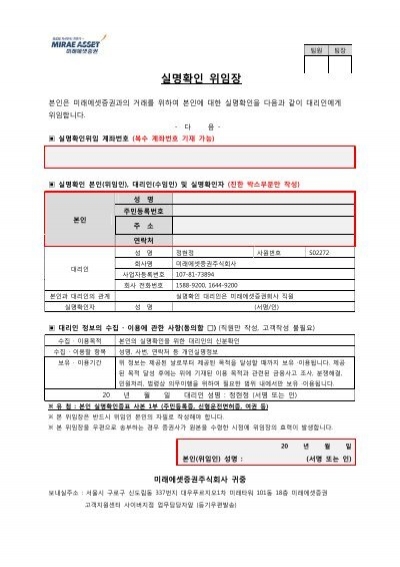 MIRAE ASSET
미래에셋증권
팀원 팀장
실명확인 위임장
본인은 미래에셋증권과의 거래를 위하여 본인에 대한 실명확인을 다음과 같이 대리인에게
위임합니다.
- 다 음 -
▣ 실명확인위임 계좌번호 (복수 계좌번호 기재 가능)
▣ 실명확인 본인(위임인), 대리인(수임인) 및 실명확인자 (진한 박스부분만 작성)
본인
성 명
주민등록번호
주 소
연락처
대리인
성 명 정현정 사원번호 S02272
회사명 미래에셋증권주식회사
사업자등록번호 107-81-73894
회사 전화번호 1588-9200, 1644-9200
본인과 대리인의 관계 실명확인 대리인은 미래에셋증권회사 직원
실명확인자 성 명 (서명/인)
▣ 대리인 정보의 수집·이용에 관한 사항(동의함 □) (직원만 작성, 고객작성 불필요)
수집·이용목적 본인의 실명확인을 위한 대리인의 신분확인
수집·이용할 항목 성명, 사번, 연락처 등 개인식별정보
보유·이용기간 위 정보는 제공된 날로부터 제공된 목적을 달성할 때까지 보유·이용됩니다. 제공
된 목적 달성 후에는 위에 기재된 이용 목적과 관련된 금융사고 조사, 분쟁해결,
민원처리, 법령상 의무이행을 위하여 필요한 범위 내에서만 보유·이용됩니다.
20 년 월 일 대리인 성명 : 정현정 (서명 또는 인)
※ 유 첨 : 본인 실명확인증표 사본 1부 (주민등록증, 신형운전면허증, 여권 등)
※ 본 위임장은 반드시 위임인 본인의 자필로 작성해야 합니다.
※ 본 위임장을 우편으로 송부하는 경우 증권사가 원본을 수령한 시점에 위임장의 효력이 발생합니다.
20 년 월 일
본인(위임인) 성명 : (서명 또는 인)
미래에셋증권주식회사 귀중
보내실주소 : 서울시 구로구 신도림동 337번지 대우푸르지오1차 미래타워 101동 18층 미래에셋증권
고객지원센터 사이버지점 업무담당자앞 (등기우편발송)